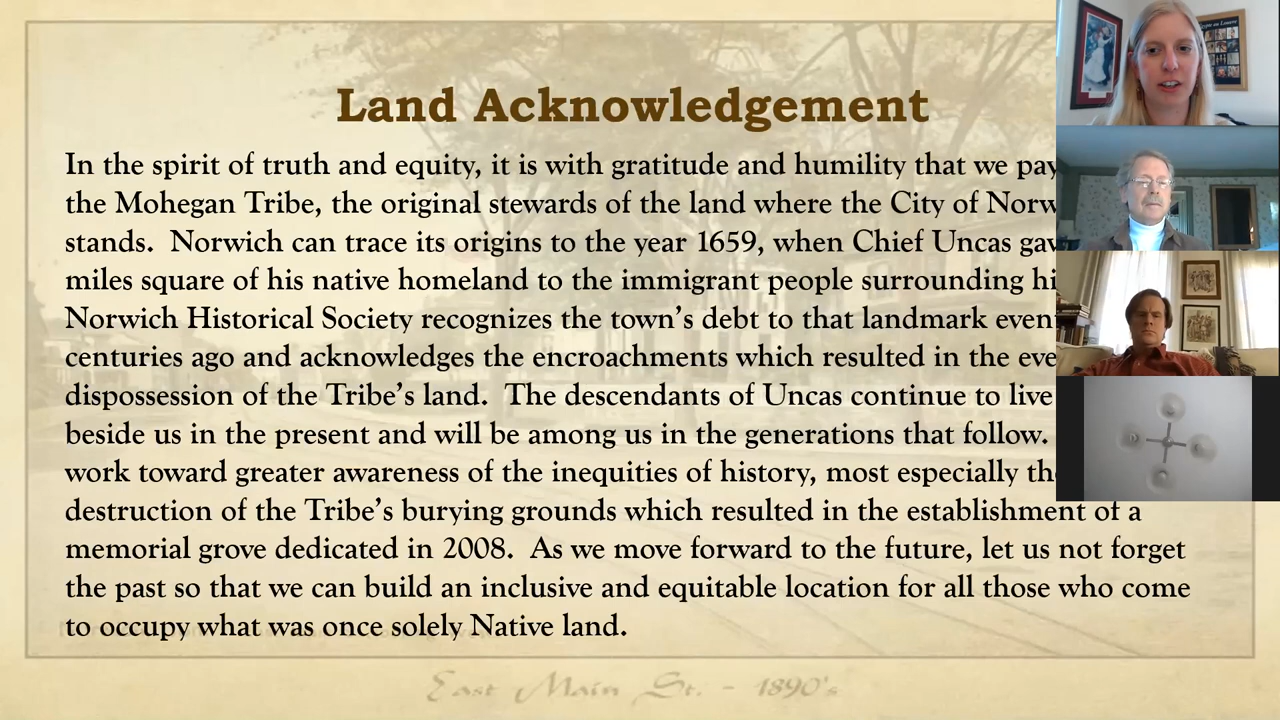 Land Acknowledgement
In the spirit of truth and equity, it is with gratitude and humility that we pay
the Mohegan Tribe, the original stewards of the land where the City of Norw
stands. Norwich can trace its origins to the year 1659, when Chief Uncas gav
miles square of his native homeland to the immigrant people surrounding hi
Norwich Historical Society recognizes the town's debt to that landmark even
centuries ago and acknowledges the encroachments which resulted in the eve
dispossession of the Tribe's land. The descendants of Uncas continue to live
beside us in the present and will be among us in the generations that follow.
work toward greater awareness of the inequities of history, most especially th
destruction of the Tribe's burying grounds which resulted in the establishment of a
memorial grove dedicated in 2008. As we move forward to the future, let us not forget
the past so that we can build an inclusive and equitable location for all those who come
to occupy what was once solely Native land.
East Main St. - 1890's